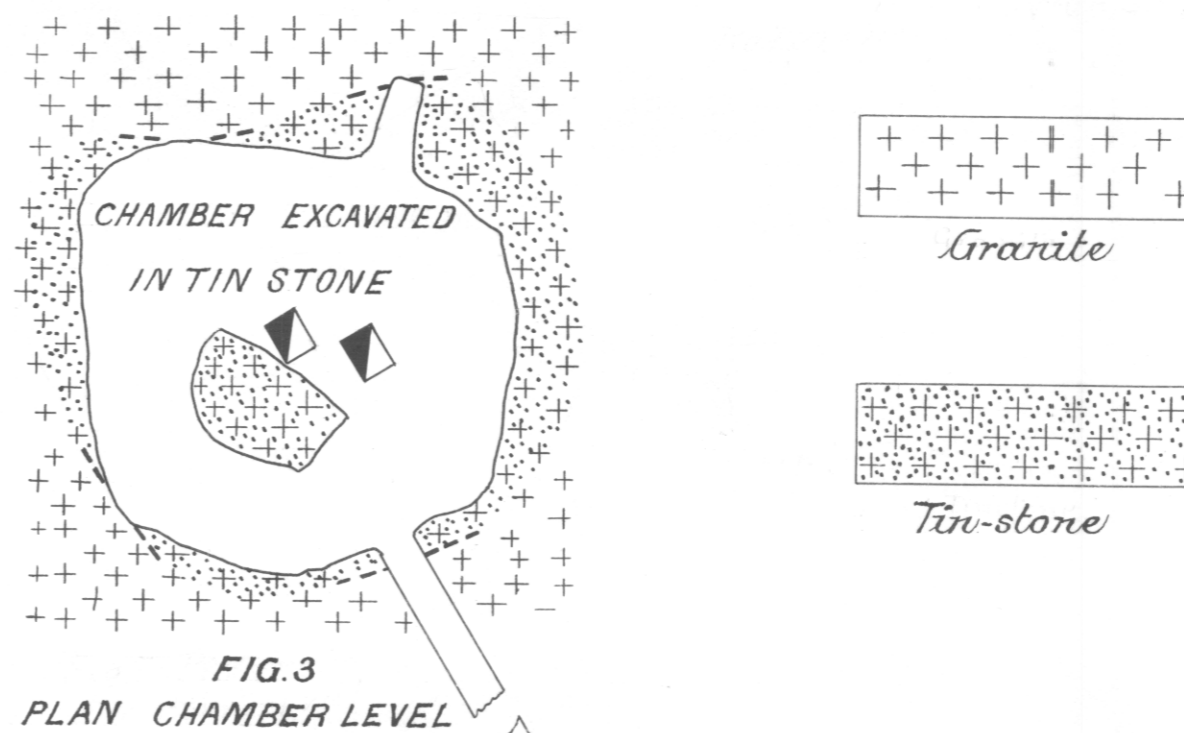 CHAMBER EXCAVATED
IN TIN STONE
FIG.3
PLAN CHAMBER LEVEL
Granite
Tin-stone